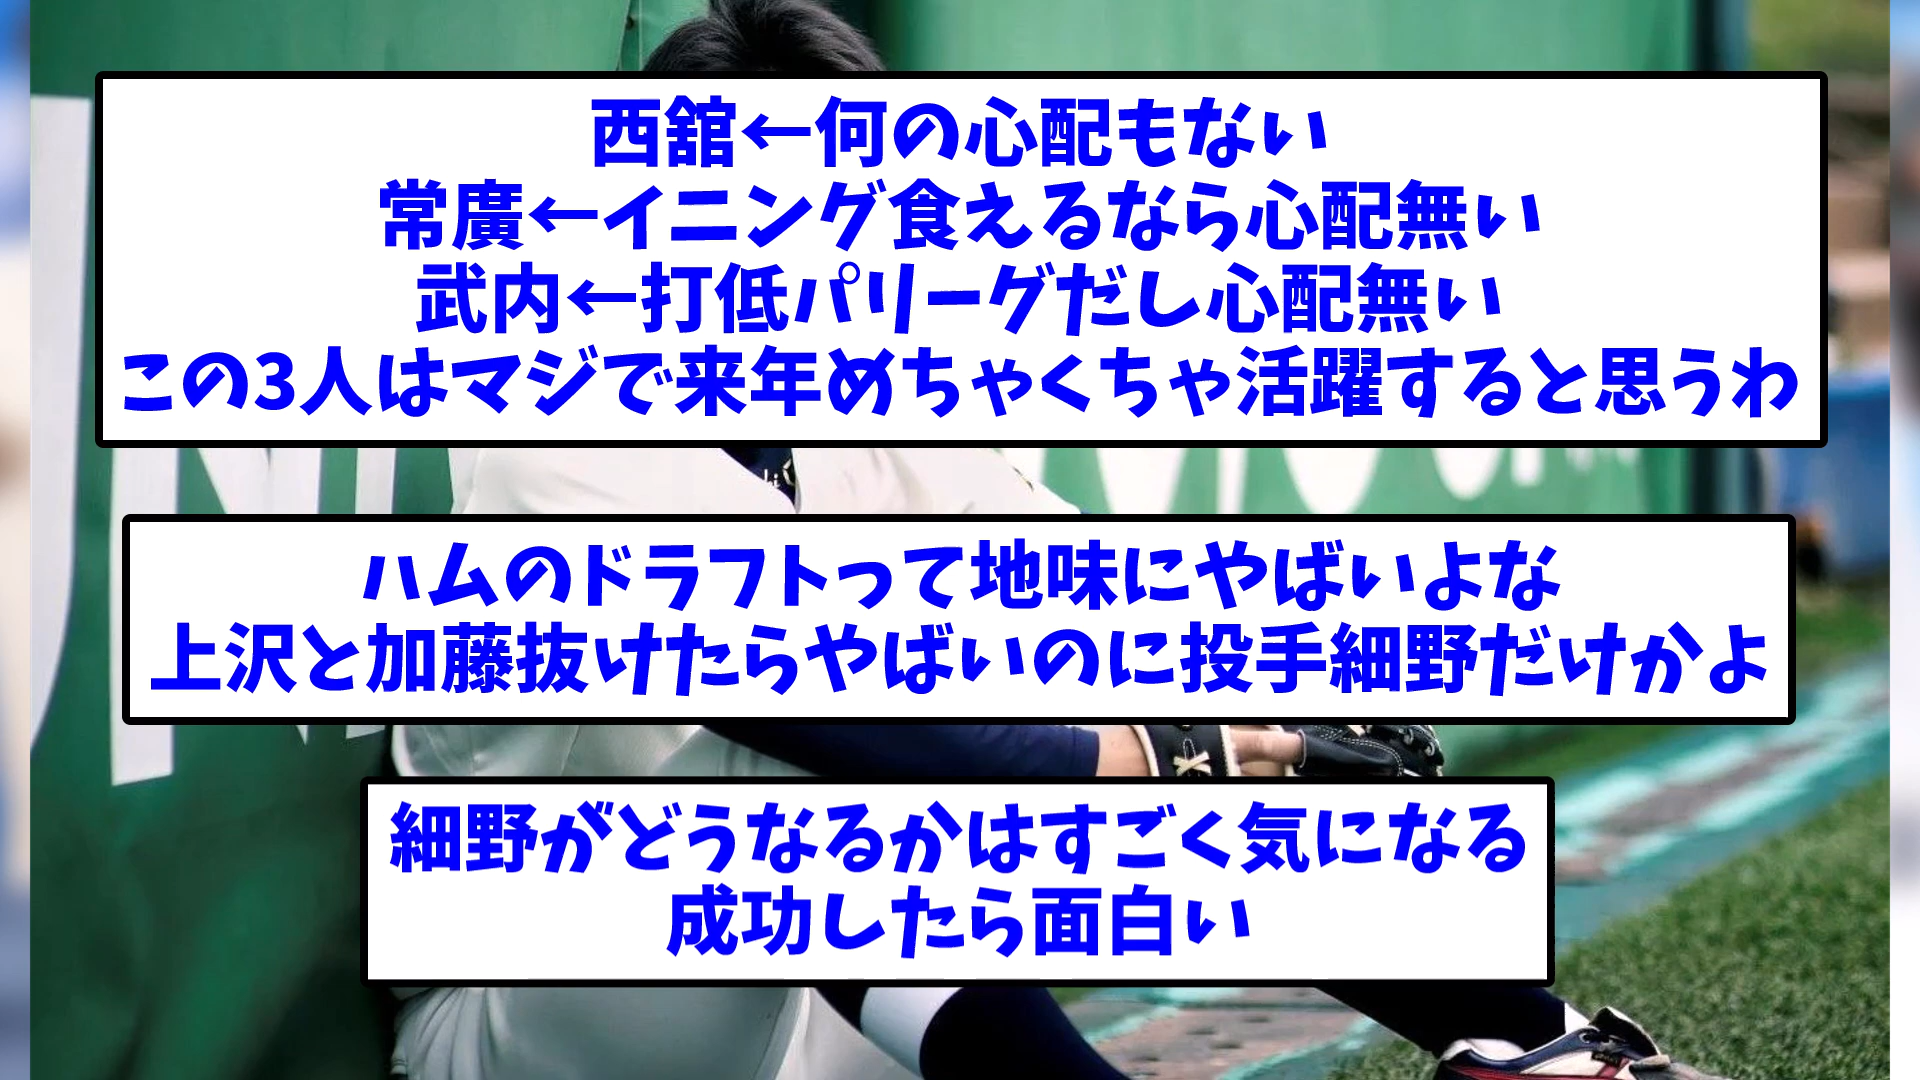 西舘←何の心配もない
常廣←イニング食えるなら心配無い
武内←打低パリーグだし心配無い
この3人はマジで来年めちゃくちゃ活躍すると思うわ
ハムのドラフトって地味にやばいよな
上沢と加藤抜けたらやばいのに投手細野だけかよ
細野がどうなるかはすごく気になる
成功したら面白い